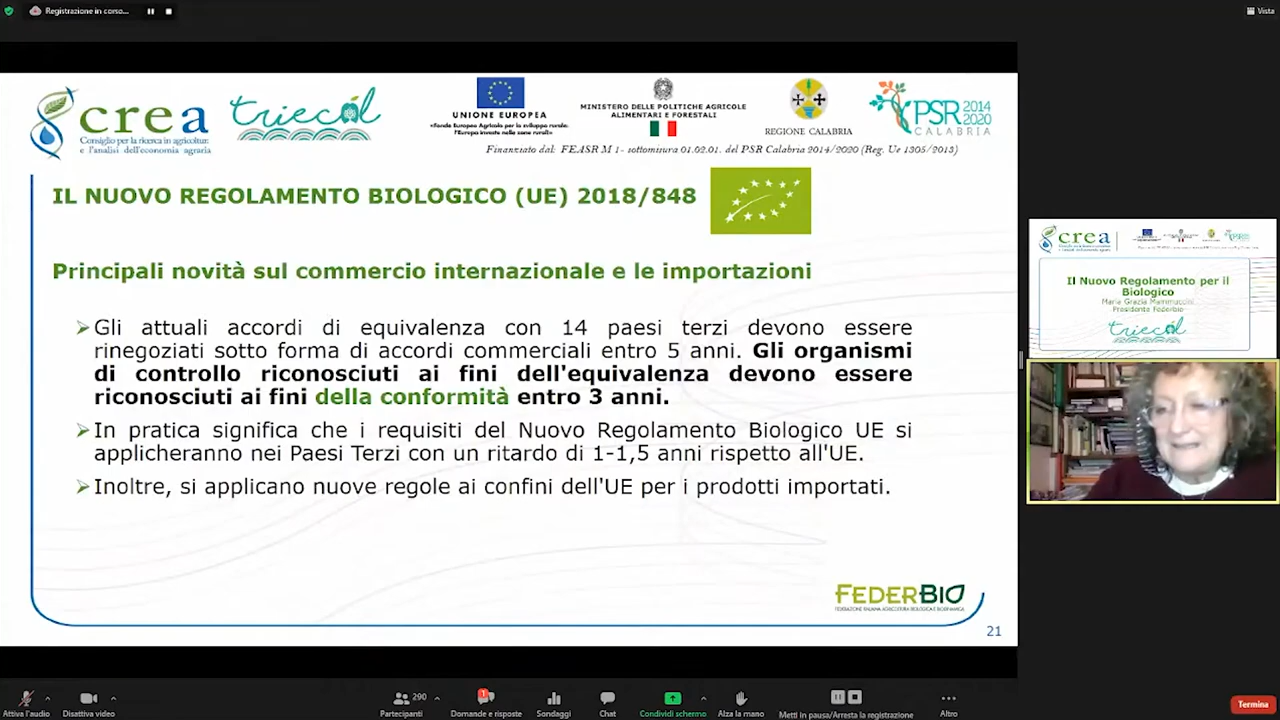 Registrazione in corso...
Vista
crea
Consiglio per la ricerca in agricoltura
e l'analisi dell'economia agraria
triecol
UNIONE EUROPEA
«Fondo Europeo Agricolo per lo sviluppo rurale:
l'Europa investe nelle zone rurali»
MINISTERO DELLE POLITICHE AGRICOLE
ALIMENTARI E FORESTALI
REGIONE CALABRIA
PSR 2014
2020
CALABRIA
Finanziato dal: FEASR M 1- sottomisura 01.02.01. del PSR Calabria 2014/2020 (Reg. Ue 1305/2013)
IL NUOVO REGOLAMENTO BIOLOGICO (UE) 2018/848
Principali novità sul commercio internazionale e le importazioni
Gli attuali accordi di equivalenza con 14 paesi terzi devono essere
rinegoziati sotto forma di accordi commerciali entro 5 anni. Gli organismi
di controllo riconosciuti ai fini dell'equivalenza devono essere
riconosciuti ai fini della conformità entro 3 anni.
In pratica significa che i requisiti del Nuovo Regolamento Biologico UE si
applicheranno nei Paesi Terzi con un ritardo di 1-1,5 anni rispetto all'UE.
Inoltre, si applicano nuove regole ai confini dell'UE per i prodotti importati.
FEDERBIO
FEDERAZIONE ITALIANA AGRICOLTURA BIOLOGICA E BIODINAMICA
21
crea
Il Nuovo Regolamento per il
Biologico
Maria Grazia Mammuccini
Presidente Federbio
triecol
Attiva l'audio
Disattiva video
290
Partecipanti
1
Domande e risposte
Sondaggi
Chat
Condividi schermo
Alza la mano
Metti in pausa/Arresta la registrazione
Altro
Termina